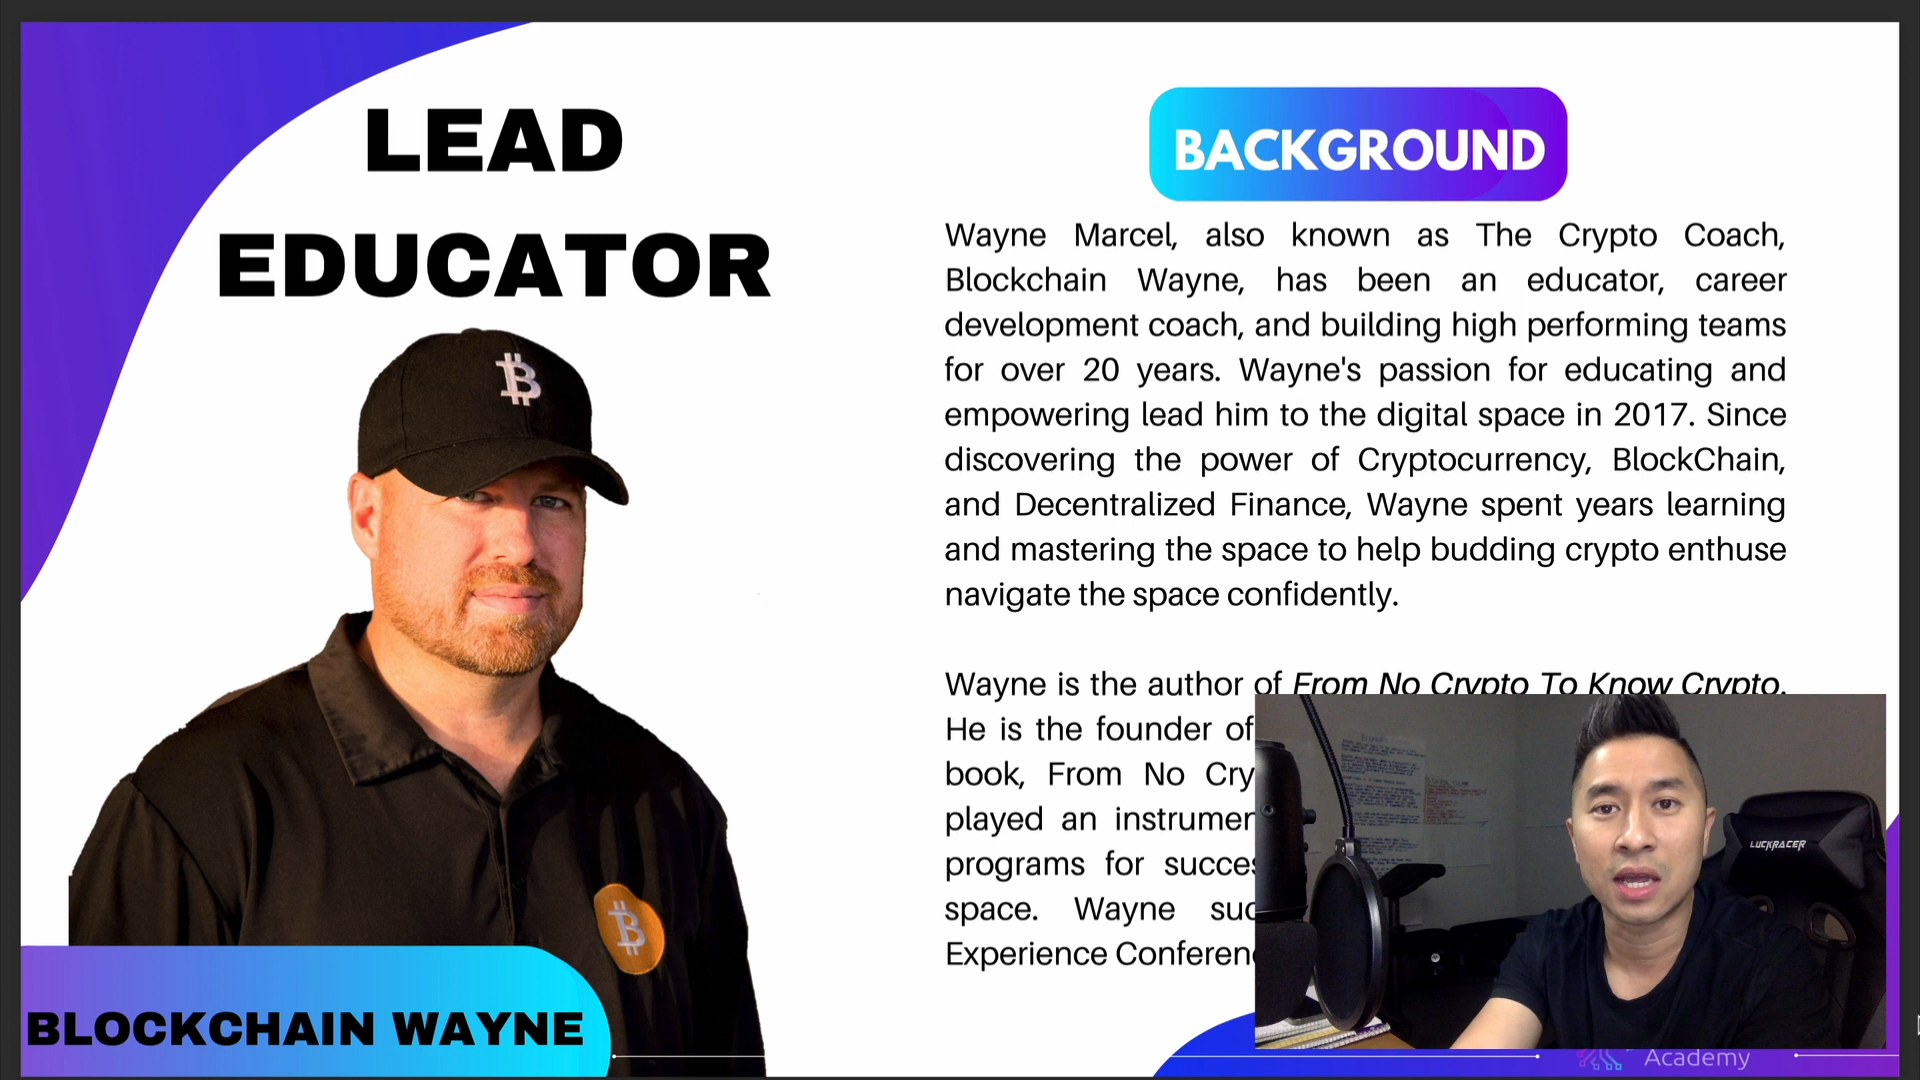 LEAD
EDUCATOR
BLOCKCHAIN WAYNE
BACKGROUND
Wayne Marcel, also known as The Crypto Coach,
Blockchain Wayne, has been an educator, career
development coach, and building high performing teams
for over 20 years. Wayne's passion for educating and
empowering lead him to the digital space in 2017. Since
discovering the power of Cryptocurrency, BlockChain,
and Decentralized Finance, Wayne spent years learning
and mastering the space to help budding crypto enthuse
navigate the space confidently.
Wayne is the author of From No Crypto To Know Crypto.
He is the founder of
book, From No
played an
programs for
space. Wayne
Experience
LUCKRACER
Academy